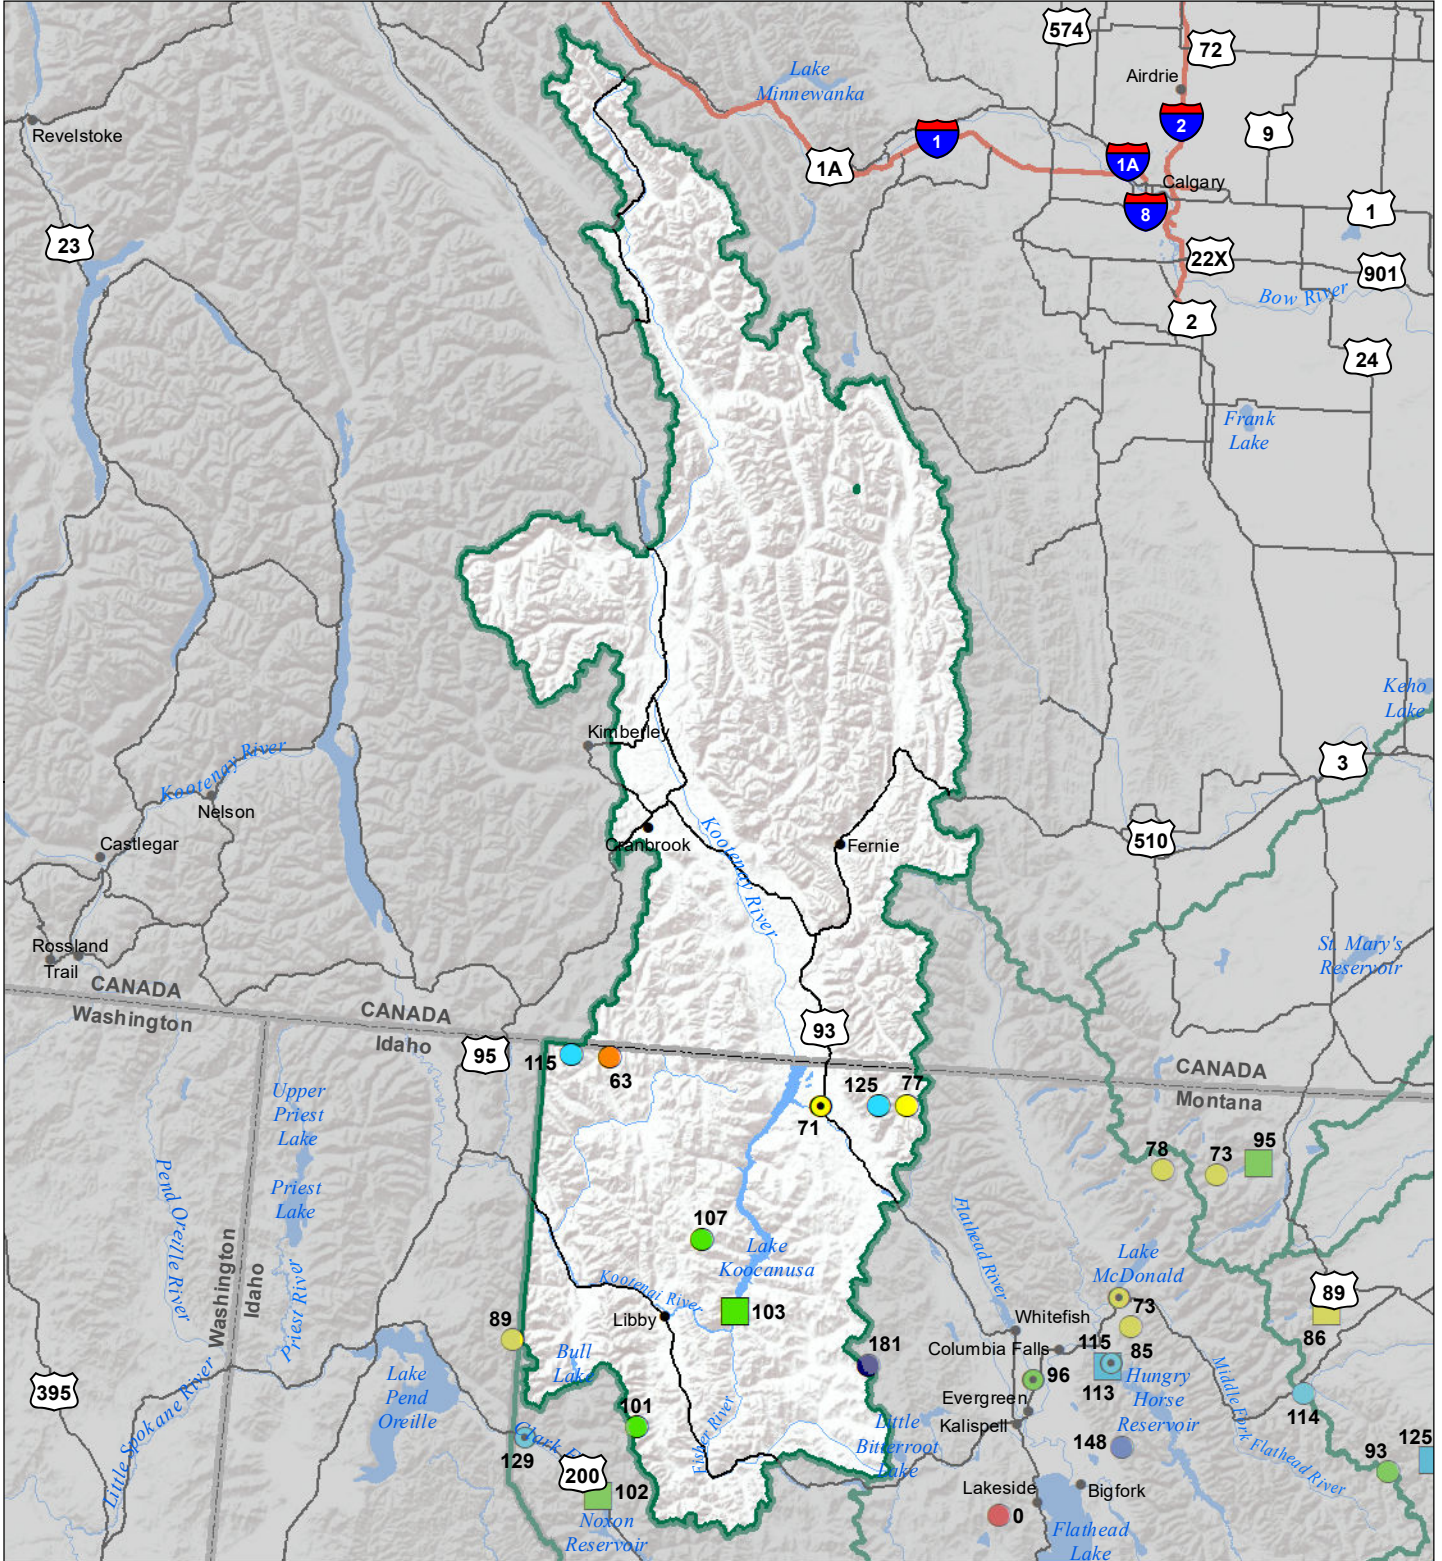 574
72
Airdrie
Lake
Minnewanka
Revelstoke
2
9
1
1A
1A
Calgary
8
1
23
22X
901
Bow River
2
24
Frank
Lake
Keho
Lake
Kimberley
3
Kootenay River
Nelson
Castlegar
Kootenay River
Cranbrook
Fernie
510
Rossland
Trail
St. Mary's
Reservoir
CANADA
Washington
CANADA
Idaho
95
93
115
63
CANADA
Montana
125
77
71
Upper
Priest
Lake
78
73
95
Pend Oreille River
Priest
Lake
Flathead River
107
Lake
Koocanusa
Lake
McDonald
Washington
Idaho
Priest River
Kootenai River
Libby
103
89
73
89
86
Whitefish
Columbia Falls
115
85
181
Bull
Lake
96
113
Hungry
Horse
Reservoir
Middle Fork Flathead River
395
Lake
Pend
Oreille
Little Spokane River
101
Evergreen
Kalispell
114
Little
Bitterroot
Lake
Clark F
129
Fisher River
148
93
125
200
102
Noxon
Reservoir
Lakeside
Bigfork
0
Flathead
Lake